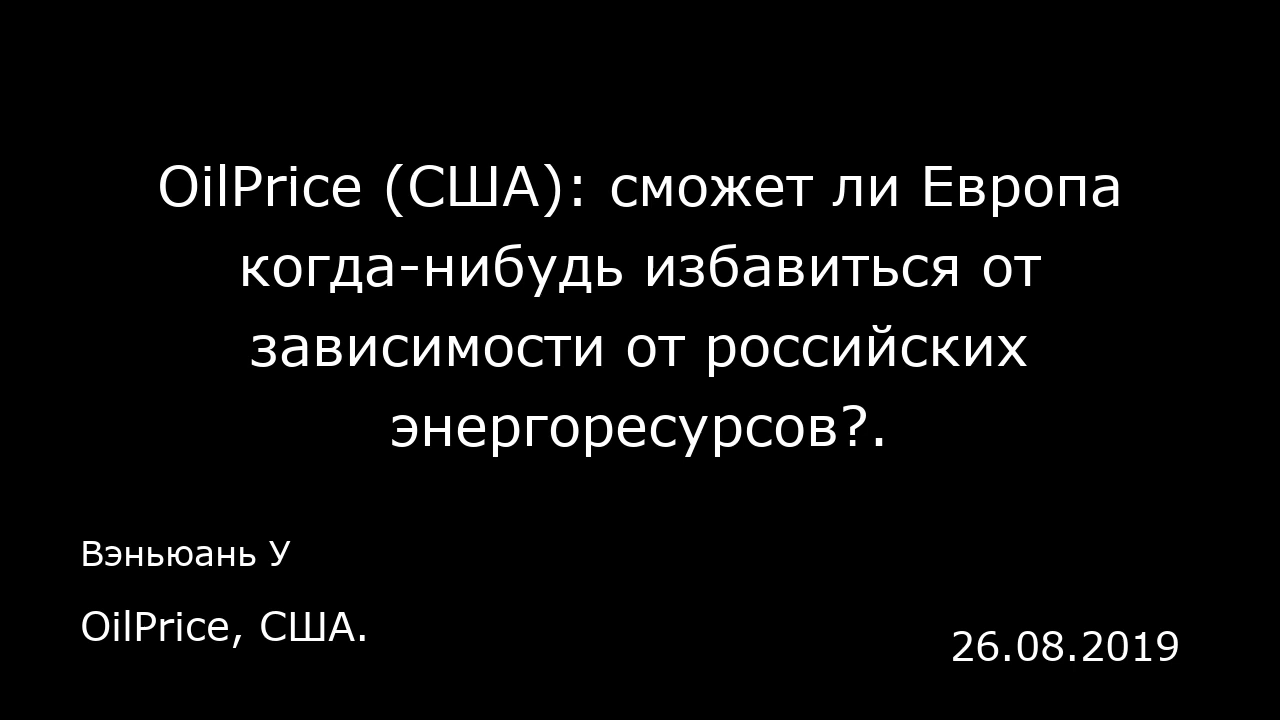 OilPrice (США): сможет ли Европа
когда-нибудь избавиться от
зависимости от российских
энергоресурсов?.
Вэньюань У
OilPrice, США.
26.08.2019